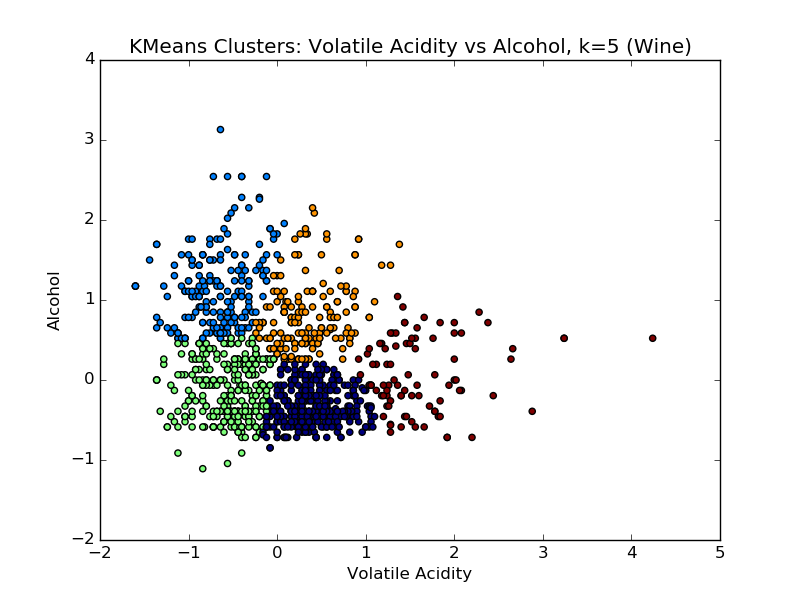 KMeans Clusters: Volatile Acidity vs Alcohol, k=5 (Wine)
4
3
2
1
0
−1
−2
Alcohol
−2 −1 0 1 2 3 4 5
Volatile Acidity